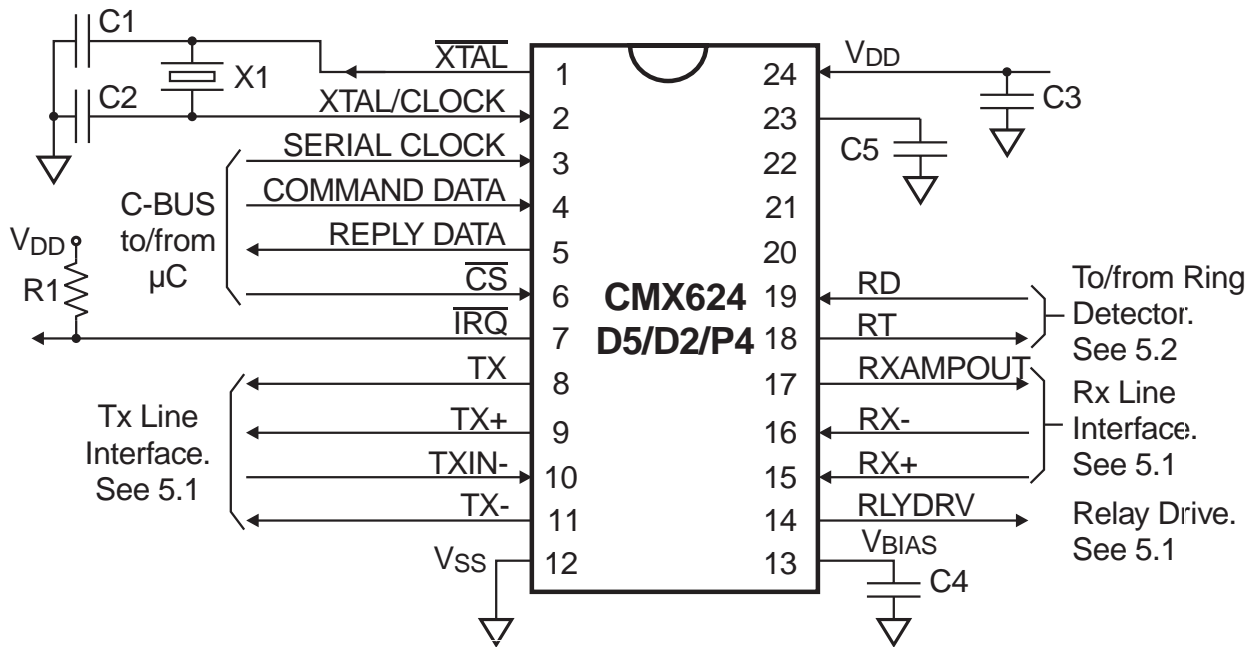 C1
XTAL
1
24
VDD
X1
C3
C2
XTAL/CLOCK
2
23
C5
SERIAL CLOCK
3
22
C-BUS
to/from
µC
COMMAND DATA
4
21
REPLY DATA
5
20
VDD
R1
CS
6
CMX624
D5/D2/P4
19
RD
To/from Ring
Detector.
See 5.2
IRQ
7
18
RT
TX
8
17
RXAMPOUT
Tx Line
Interface.
See 5.1
TX+
9
16
RX-
Rx Line
Interface.
See 5.1
TXIN-
10
15
RX+
TX-
11
14
RLYDRV
Relay Drive.
See 5.1
VSS
12
13
VBIAS
C4